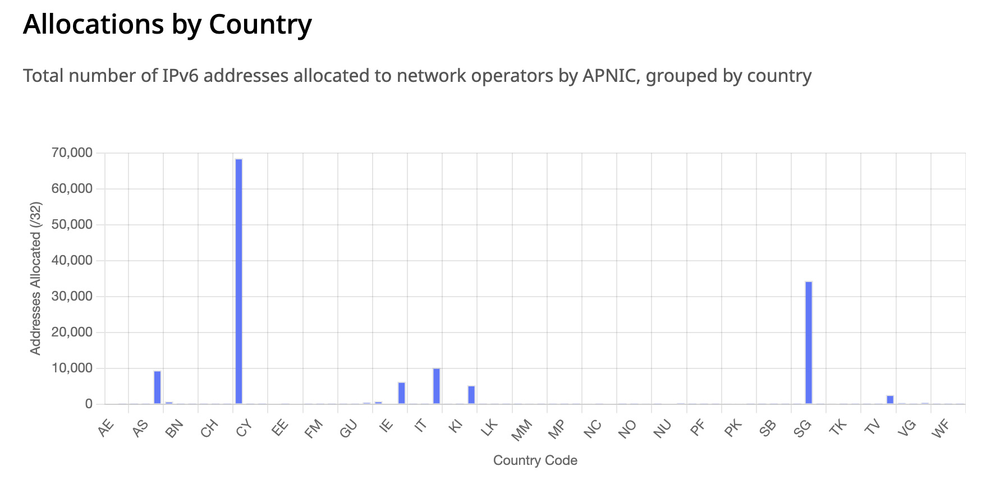 Allocations by Country
Total number of IPv6 addresses allocated to network operators by APNIC, grouped by country
70,000
60,000
50,000
40,000
30,000
20,000
10,000
0
Addresses Allocated (/32)
AE
AS
BN
CH
CY
EE
FM
GU
IE
IT
KI
LK
MM
MP
NC
NO
NU
PF
PK
SB
SG
TK
TV
VG
WF
Country Code